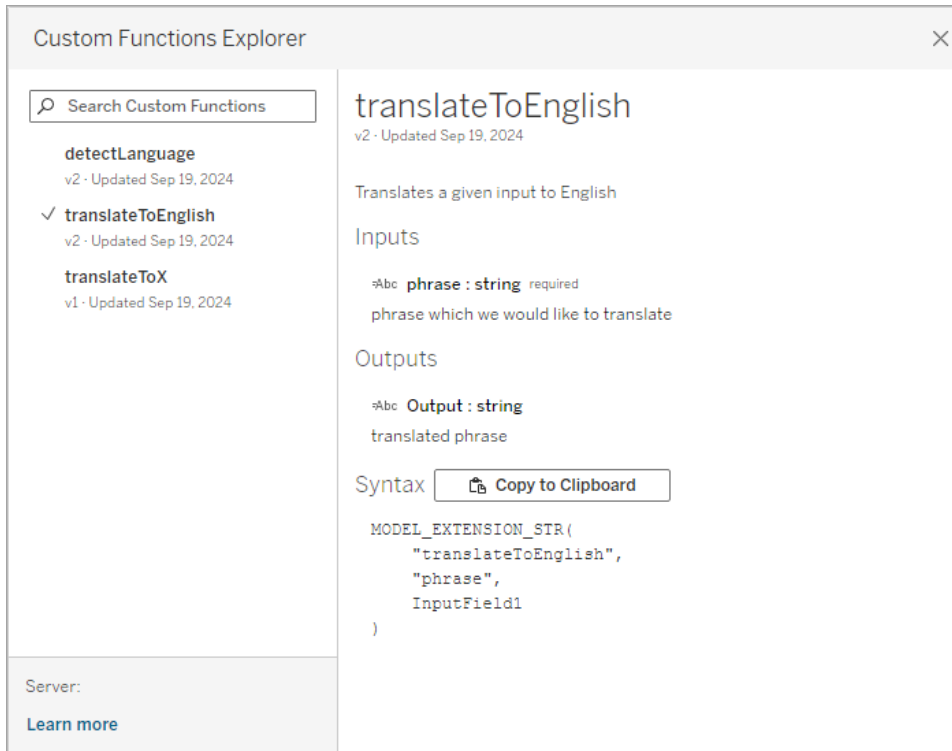 Custom Functions Explorer
Search Custom Functions
detectLanguage
v2 · Updated Sep 19, 2024
translateToEnglish
v2 · Updated Sep 19, 2024
translateToX
v1 · Updated Sep 19, 2024
Server:
Learn more
translateToEnglish
v2 · Updated Sep 19, 2024
Translates a given input to English
Inputs
=Abc phrase : string required
phrase which we would like to translate
Outputs
=Abc Output : string
translated phrase
Syntax Copy to Clipboard
MODEL_EXTENSION_STR(
    "translateToEnglish",
    "phrase",
    InputField1
)